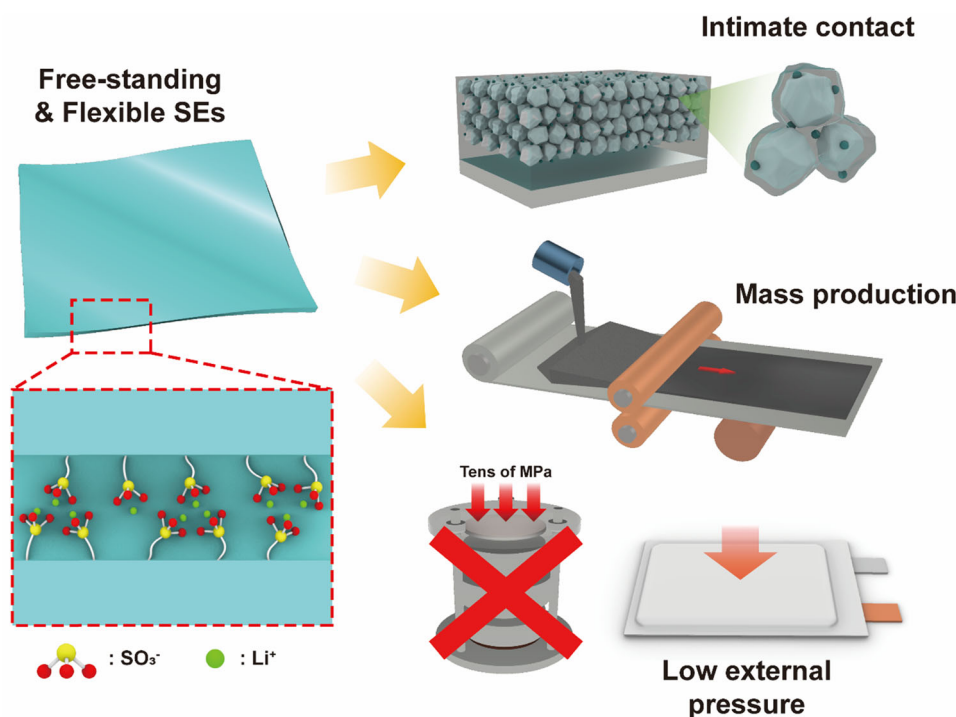 Free-standing
& Flexible SEs
Intimate contact
Mass production
Tens of MPa
Low external
pressure
: SO₃⁻
: Li⁺